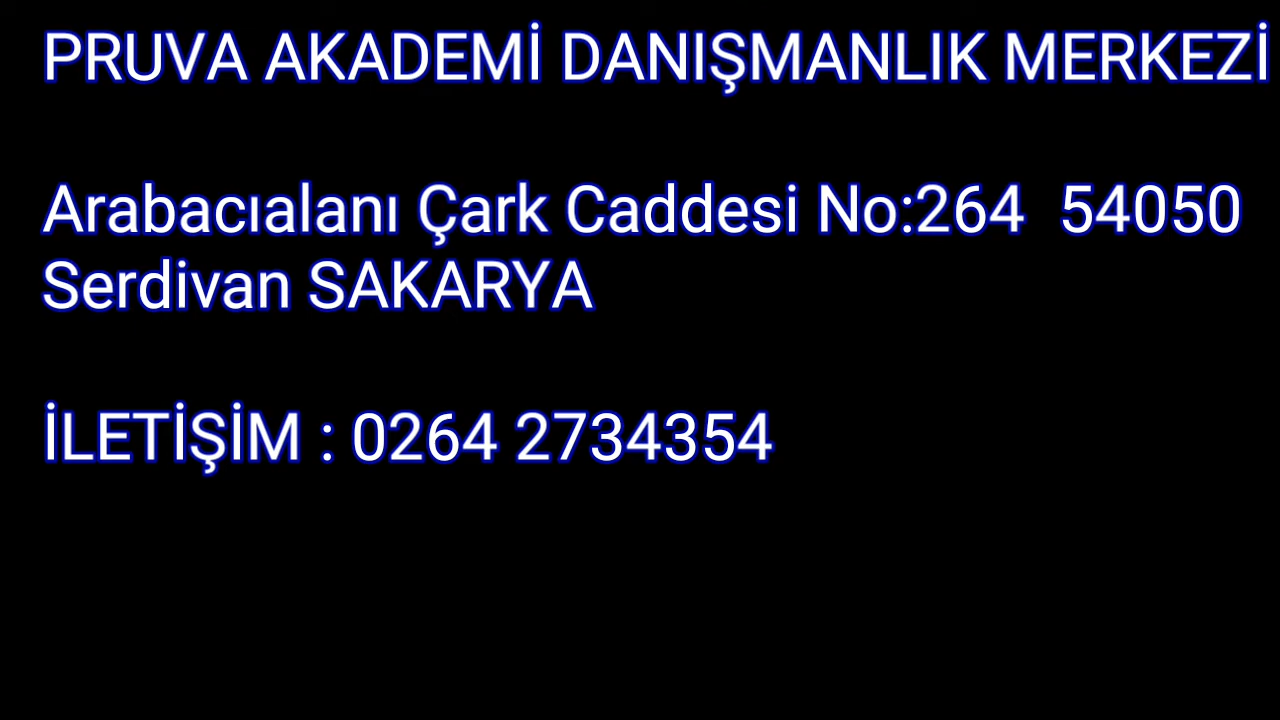 PRUVA AKADEMİ DANIŞMANLIK MERKEZİ
Arabacıalanı Çark Caddesi No:264  54050
Serdivan SAKARYA
İLETİŞİM : 0264 2734354